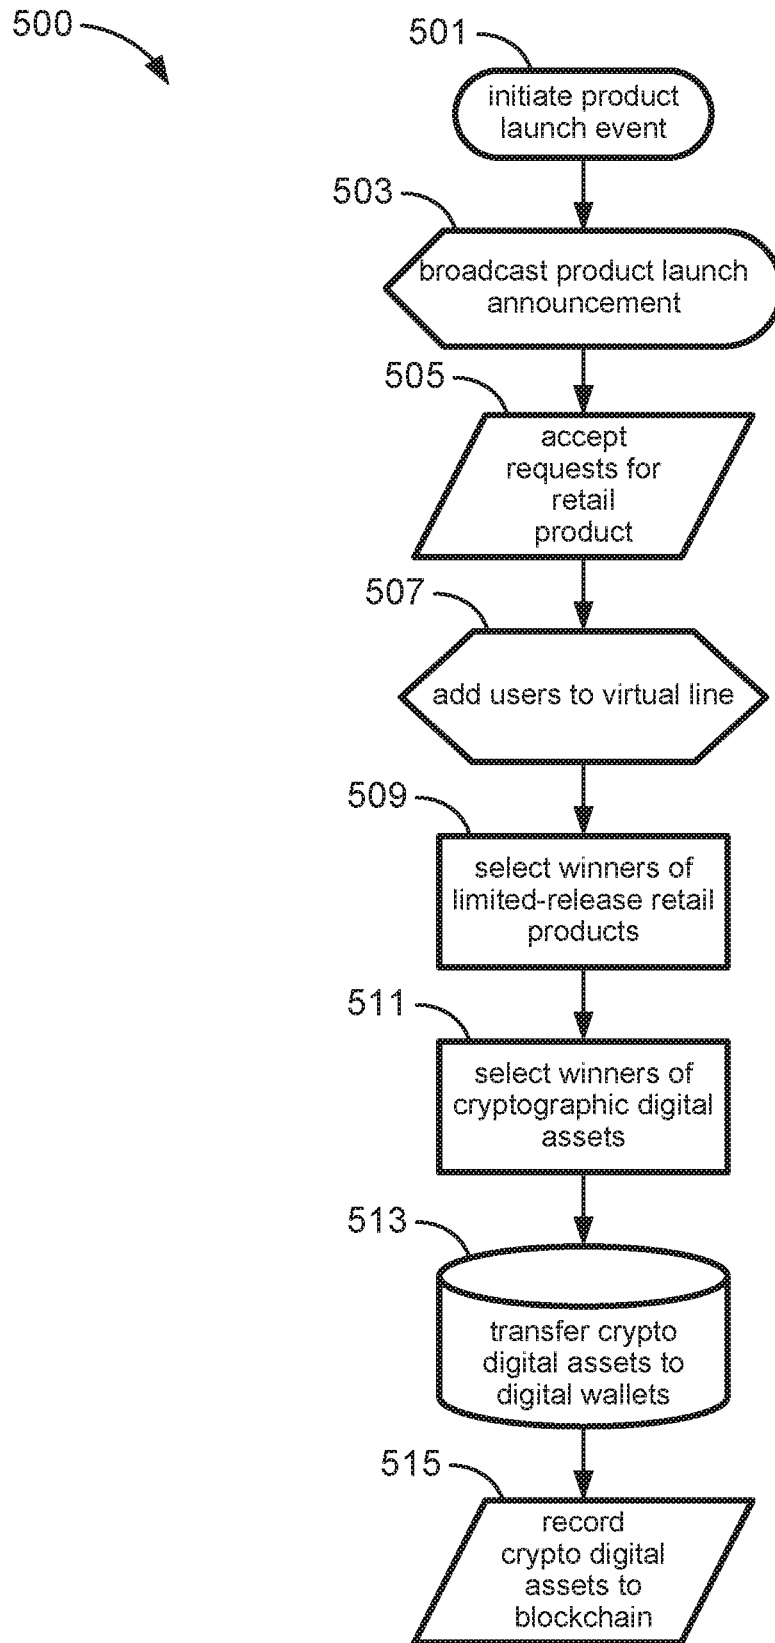 500
501
initiate product
launch event
503
broadcast product launch
announcement
505
accept
requests for
retail
product
507
add users to virtual line
509
select winners of
limited-release retail
products
511
select winners of
cryptographic digital
assets
513
transfer crypto
digital assets to
digital wallets
515
record
crypto digital
assets to
blockchain